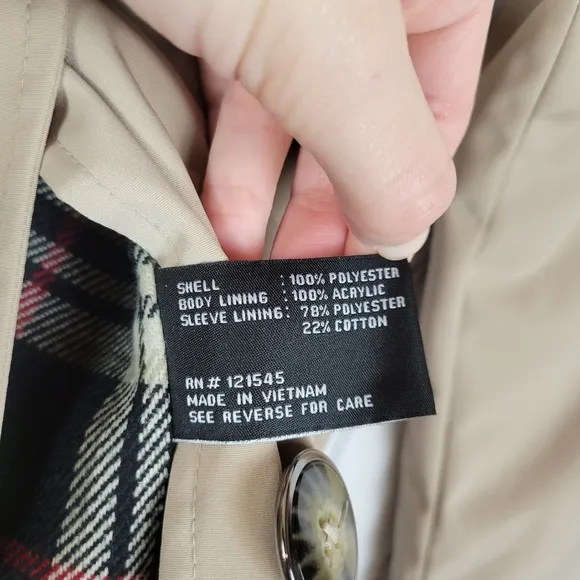 SHELL : 100% POLYESTER
BODY LINING : 100% ACRYLIC
SLEEVE LINING : 78% POLYESTER
22% COTTON
RN# 121545
MADE IN VIETNAM
SEE REVERSE FOR CARE